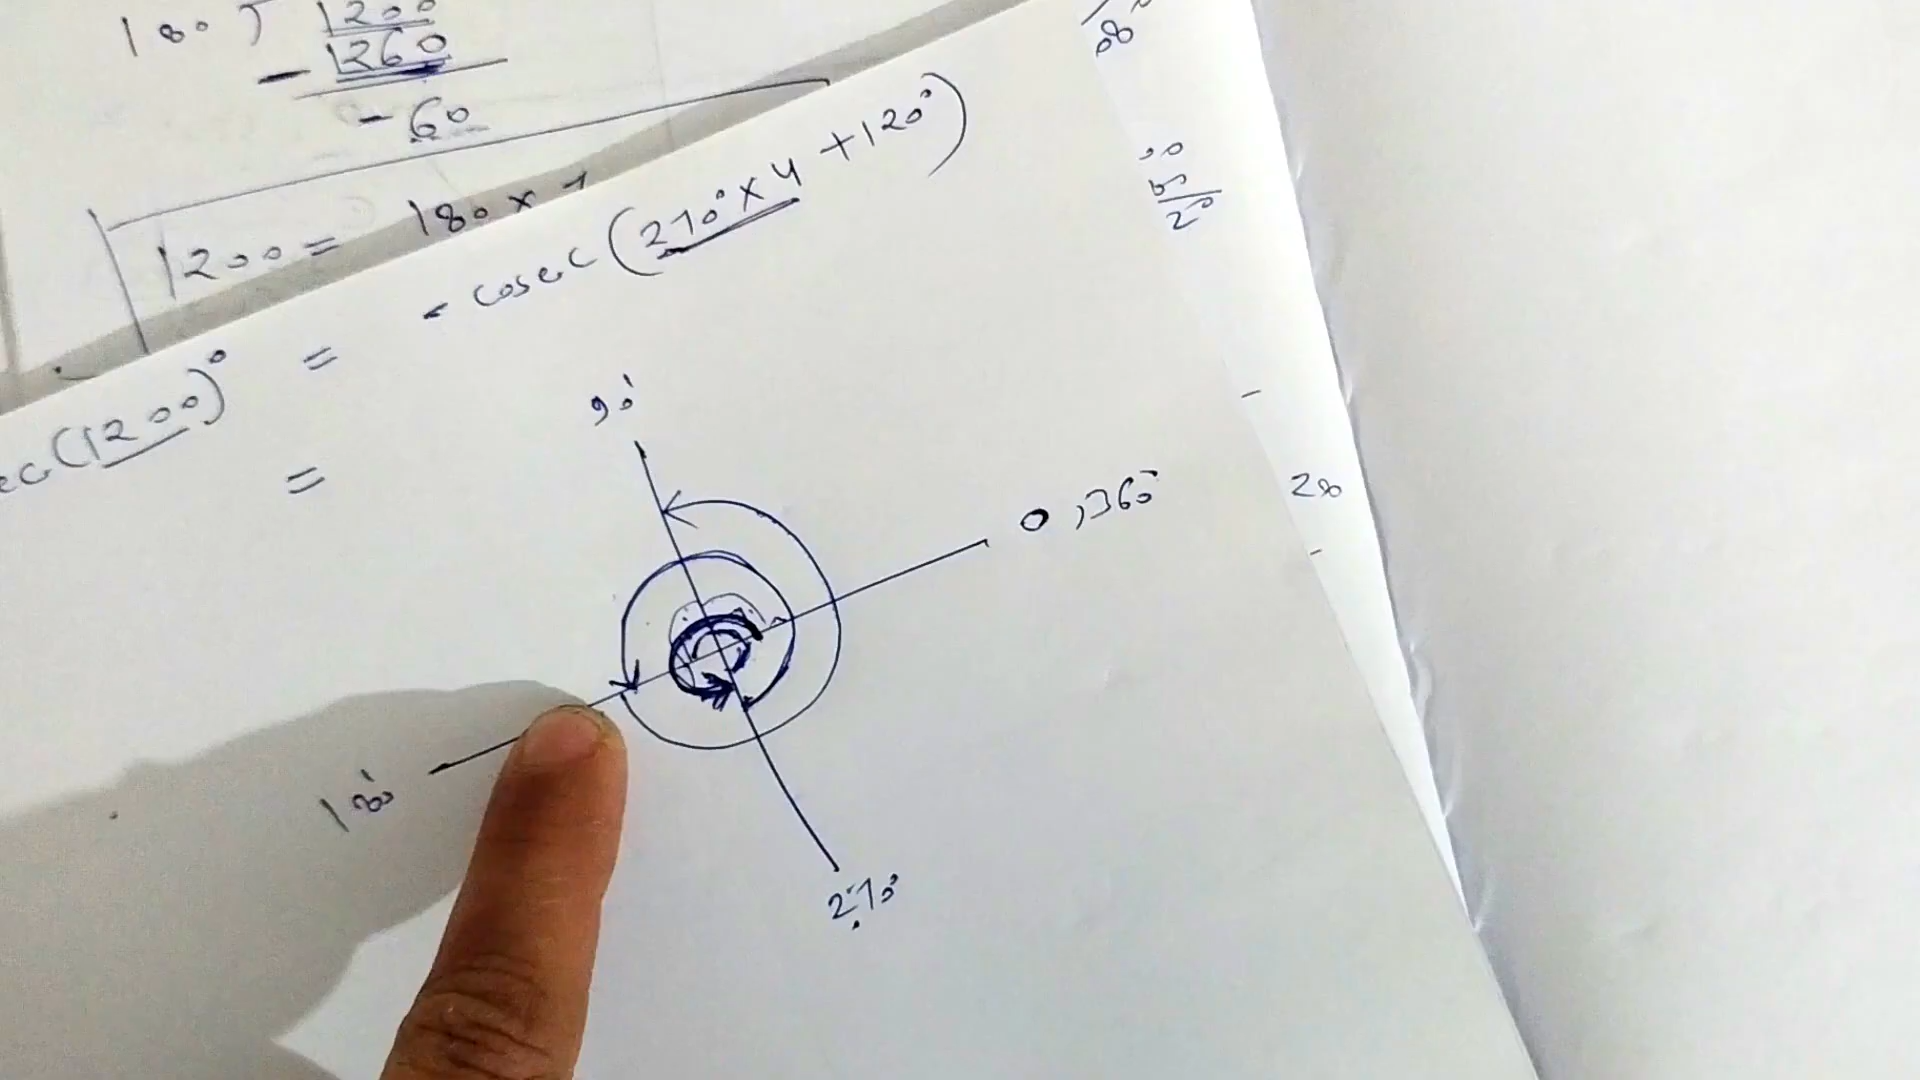 180 ) 1200
1260
- 60
1200 = 180 x 7
ec (1200)° = - cosec (270° x 4 + 120°)
=
90°
0, 360°
180°
270°